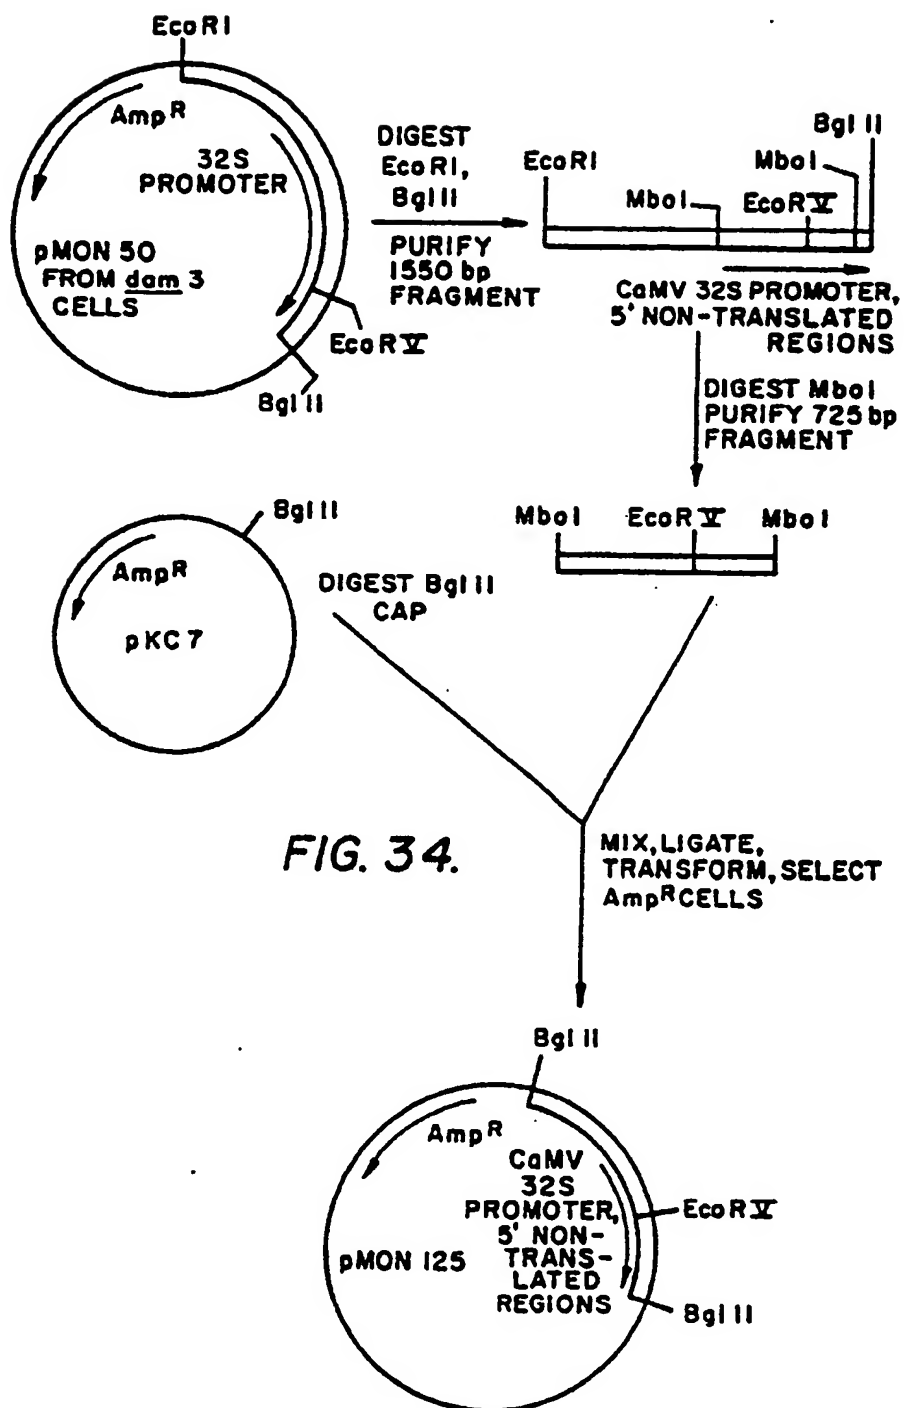 EcoRI
AmpR
32S
PROMOTER
pMON 50
FROM dam 3
CELLS
EcoRV
BglII
DIGEST
EcoRI,
BglII
PURIFY
1550 bp
FRAGMENT
EcoRI
MboI
EcoRV
MboI
BglII
CaMV 32S PROMOTER,
5' NON-TRANSLATED
REGIONS
DIGEST MboI
PURIFY 725 bp
FRAGMENT
BglII
AmpR
pKC7
DIGEST BglII
CAP
MboI
EcoRV
MboI
FIG. 34.
MIX, LIGATE,
TRANSFORM, SELECT
AmpR CELLS
BglII
AmpR
CaMV
32S
PROMOTER,
5' NON-
TRANS-
LATED
REGIONS
pMON 125
EcoRV
BglII